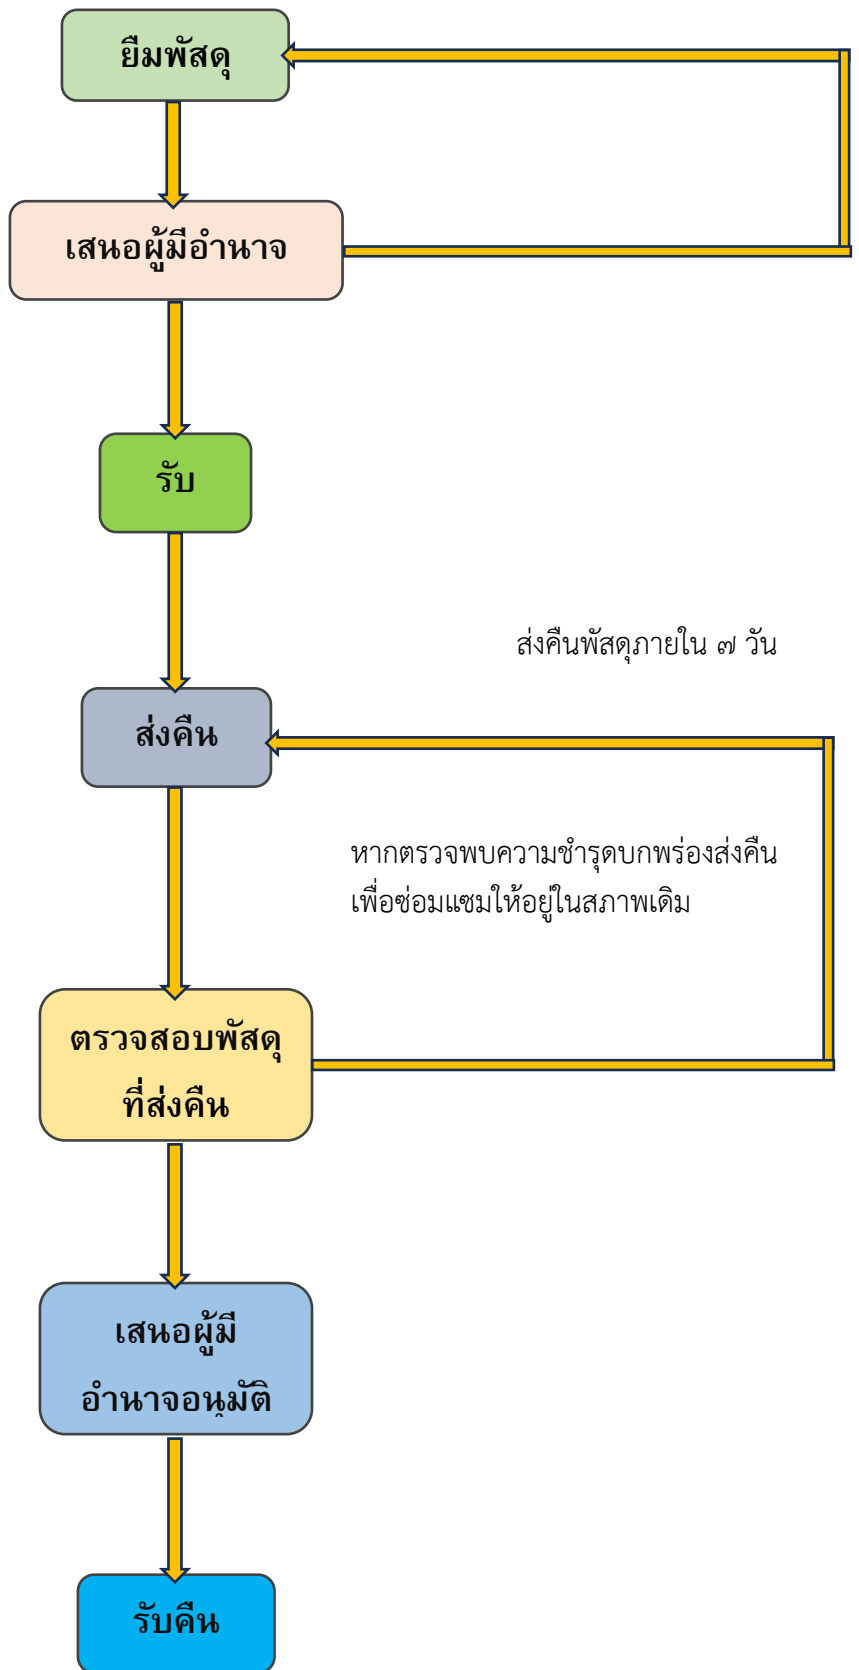 ยืมพัสดุ
เสนอผู้มีอำนาจ
รับ
ส่งคืนพัสดุภายใน ๗ วัน
ส่งคืน
หากตรวจพบความชำรุดบกพร่องส่งคืน
เพื่อซ่อมแซมให้อยู่ในสภาพเดิม
ตรวจสอบพัสดุ
ที่ส่งคืน
เสนอผู้มี
อำนาจอนุมัติ
รับคืน